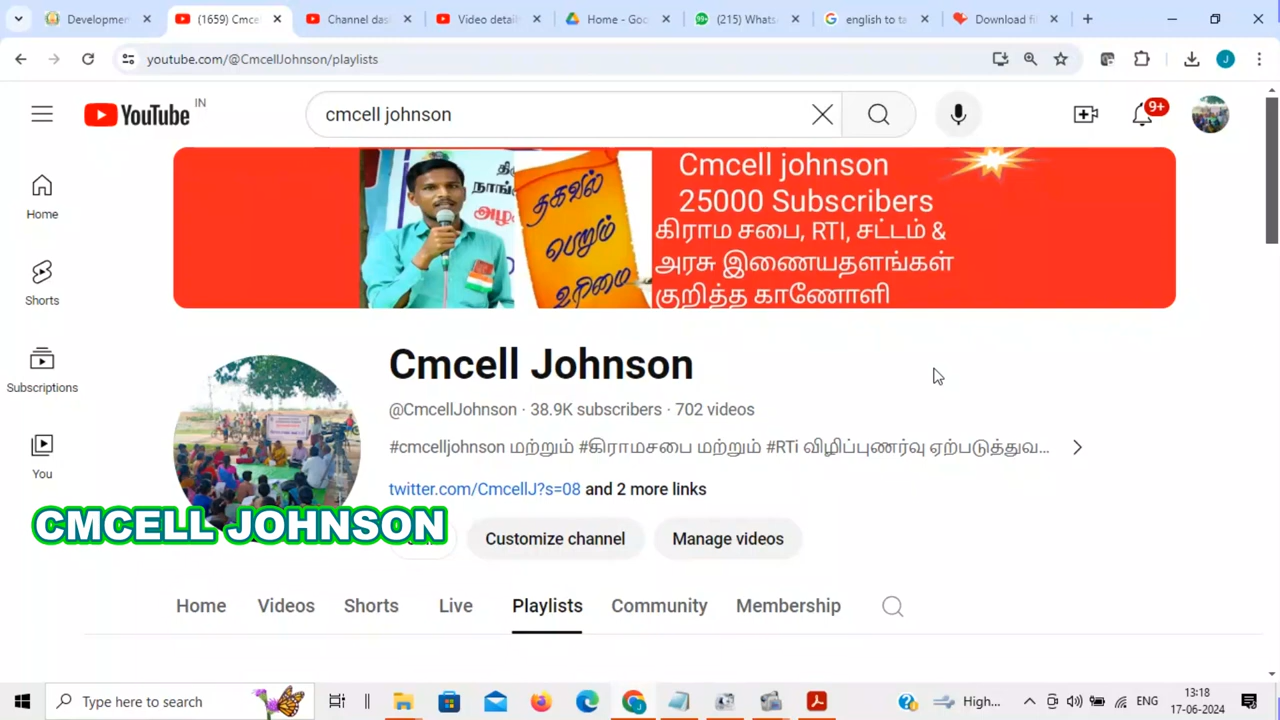 Developmen
(1659) Cmce
Channel das
Video detail
Home - Goo
99+
(215) Whats
english to ta
Download fi
youtube.com/@CmcellJohnson/playlists
J
YouTube
IN
cmcell johnson
9+
Home
Shorts
Subscriptions
You
தகவல்
பெறும்
உரிமை
Cmcell johnson
25000 Subscribers
கிராம சபை, RTI, சட்டம் &
அரசு இணையதளங்கள்
குறித்த காணோளி
Cmcell Johnson
@CmcellJohnson · 38.9K subscribers · 702 videos
#cmcelljohnson மற்றும் #கிராமசபை மற்றும் #RTi விழிப்புணர்வு ஏற்படுத்துவ...
twitter.com/CmcellJ?s=08 and 2 more links
CMCELL JOHNSON
Customize channel
Manage videos
Home Videos Shorts Live Playlists Community Membership
Type here to search
High...
ENG
13:18
17-06-2024